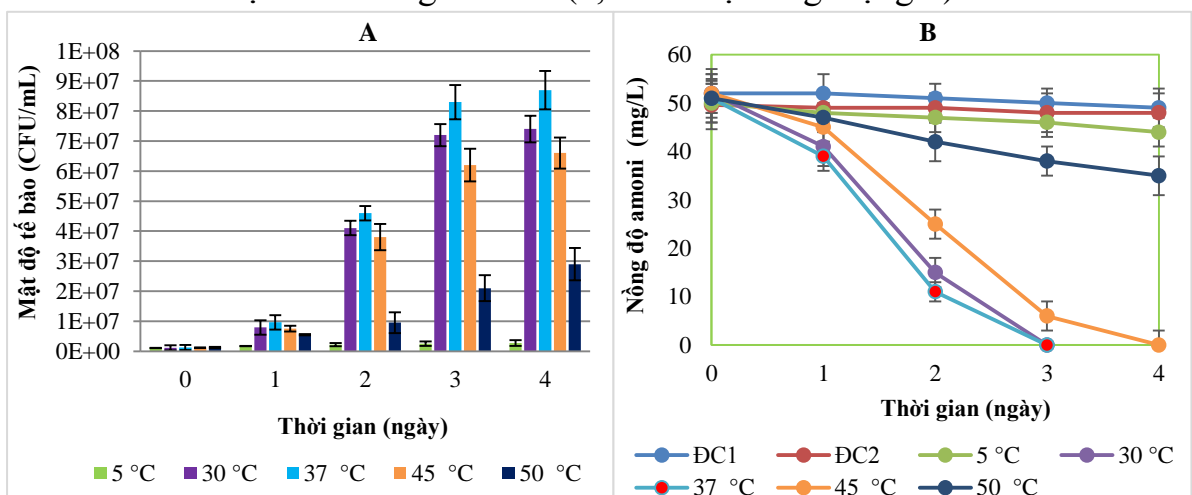 A
Mật độ tế bào (CFU/mL)
1E+08
9E+07
8E+07
7E+07
6E+07
5E+07
4E+07
3E+07
2E+07
1E+07
0E+00
0 1 2 3 4
Thời gian (ngày)
5 °C 30 °C 37 °C 45 °C 50 °C
B
Nồng độ amoni (mg/L)
60
50
40
30
20
10
0
0 1 2 3 4
Thời gian (ngày)
ĐC1 ĐC2 5 °C 30 °C
37 °C 45 °C 50 °C